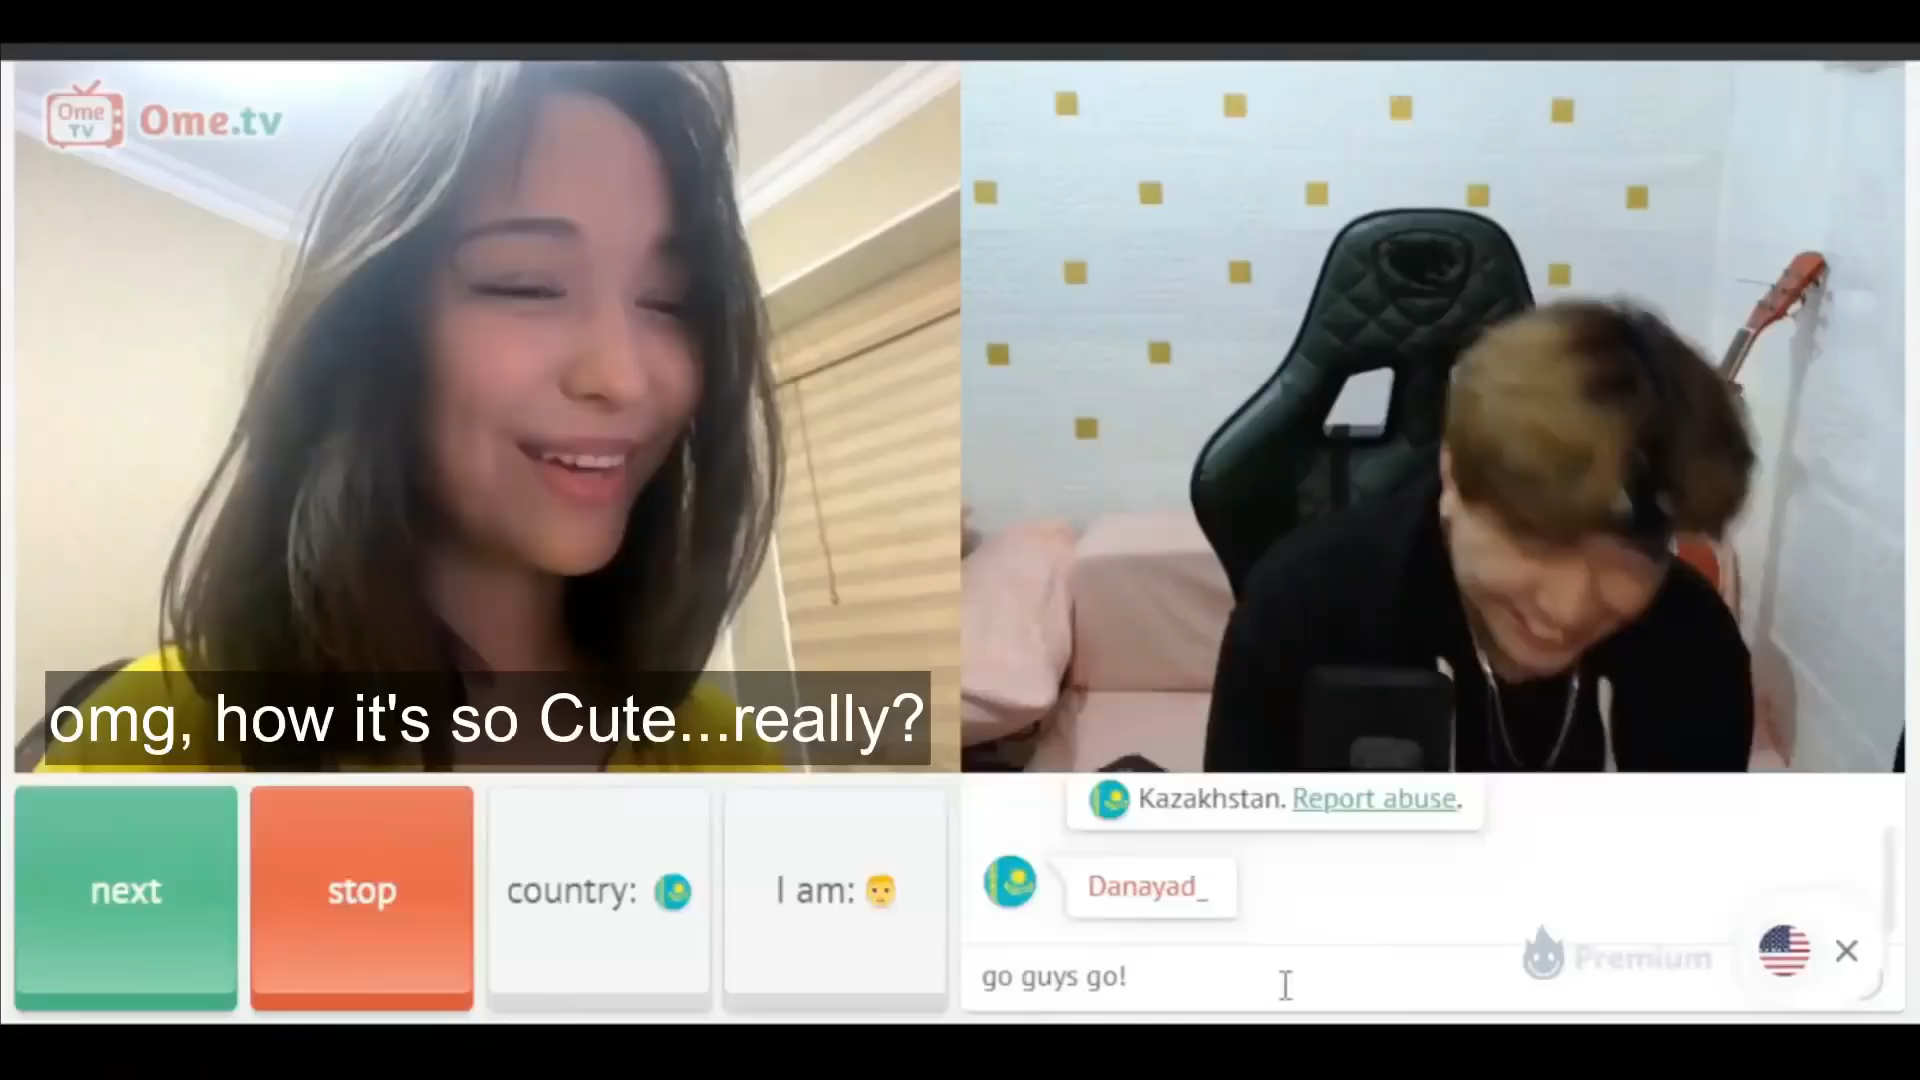 Ome
TV
Ome.tv
omg, how it's so Cute...really?
next
stop
country:
I am:
Kazakhstan. Report abuse.
Danayad_
Premium
go guys go!